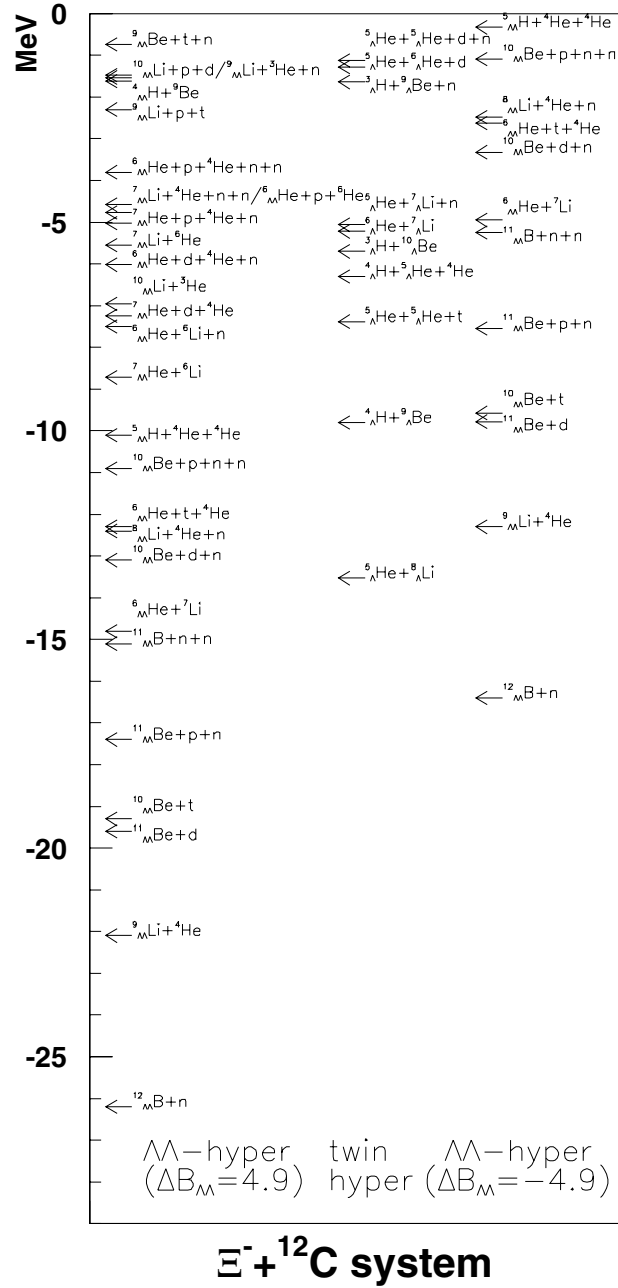 MeV
0
-5
-10
-15
-20
-25
⁹ΛΛBe+t+n
¹⁰ΛΛLi+p+d/⁹ΛΛLi+³He+n
⁴ΛΛH+⁹Be
⁹ΛΛLi+p+t
⁶ΛΛHe+p+⁴He+n+n
⁷ΛΛLi+⁴He+n+n/⁶ΛΛHe+p+⁶He
⁷ΛΛHe+p+⁴He+n
⁷ΛΛLi+⁶He
⁶ΛΛHe+d+⁴He+n
¹⁰ΛΛLi+³He
⁷ΛΛHe+d+⁴He
⁶ΛΛHe+⁶Li+n
⁷ΛΛHe+⁶Li
⁵ΛΛH+⁴He+⁴He
¹⁰ΛΛBe+p+n+n
⁶ΛΛHe+t+⁴He
⁸ΛΛLi+⁴He+n
¹⁰ΛΛBe+d+n
⁶ΛΛHe+⁷Li
¹¹ΛΛB+n+n
¹¹ΛΛBe+p+n
¹⁰ΛΛBe+t
¹¹ΛΛBe+d
⁹ΛΛLi+⁴He
¹²ΛΛB+n
⁵ΛHe+⁵ΛHe+d+n
⁵ΛHe+⁶ΛHe+d
³ΛH+⁹ΛBe+n
⁵ΛHe+⁷ΛLi+n
⁶ΛHe+⁷ΛLi
³ΛH+¹⁰ΛBe
⁴ΛH+⁵ΛHe+⁴He
⁵ΛHe+⁵ΛHe+t
⁴ΛH+⁹ΛBe
⁵ΛHe+⁸ΛLi
⁵ΛΛH+⁴He+⁴He
¹⁰ΛΛBe+p+n+n
⁸ΛΛLi+⁴He+n
⁶ΛΛHe+t+⁴He
¹⁰ΛΛBe+d+n
⁶ΛΛHe+⁷Li
¹¹ΛΛB+n+n
¹¹ΛΛBe+p+n
¹⁰ΛΛBe+t
¹¹ΛΛBe+d
⁹ΛΛLi+⁴He
¹²ΛΛB+n
ΛΛ-hyper twin ΛΛ-hyper
(ΔBΛΛ=4.9) hyper (ΔBΛΛ=-4.9)
Ξ⁻+¹²C system